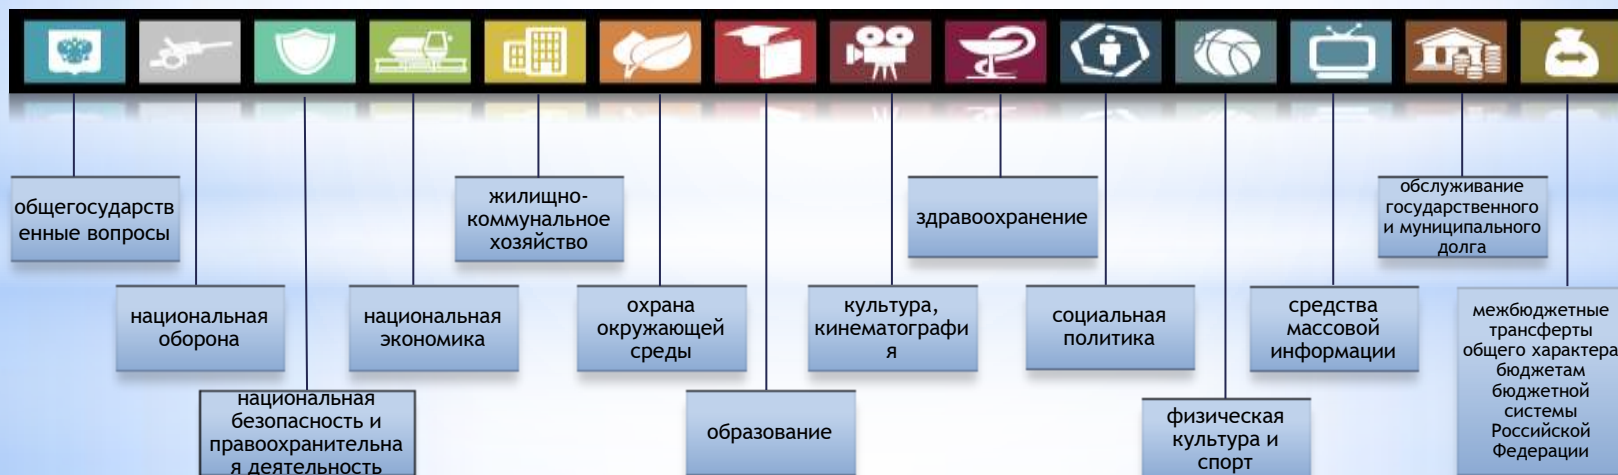 общегосударств
енные вопросы
национальная
оборона
национальная
безопасность и
правоохранительна
я деятельность
национальная
экономика
жилищно-
коммунальное
хозяйство
охрана
окружающей
среды
образование
культура,
кинематографи
я
здравоохранение
социальная
политика
физическая
культура и
спорт
средства
массовой
информации
обслуживание
государственного
и муниципального
долга
межбюджетные
трансферты
общего характера
бюджетам
бюджетной
системы
Российской
Федерации